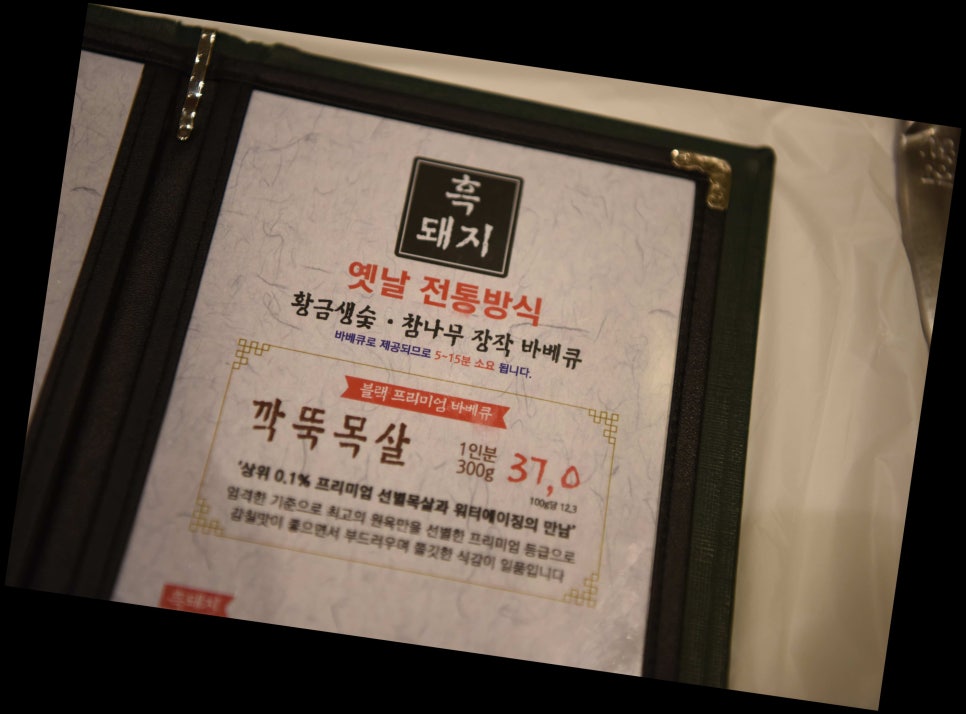 흑
돼지
옛날 전통방식
황금생숯 · 참나무 장작 바베큐
바베큐로 제공되므로 5~15분 소요 됩니다.
블랙 프리미엄 바베큐
깍뚝목살
1인분
300g
37,0
100g당 12,3
'상위 0.1% 프리미엄 선별목살과 워터에이징의 만남'
엄격한 기준으로 최고의 원육만을 선별한 프리미엄 등급으로
감칠맛이 좋으면서 부드러우며 쫄깃한 식감이 일품입니다
흑돼지